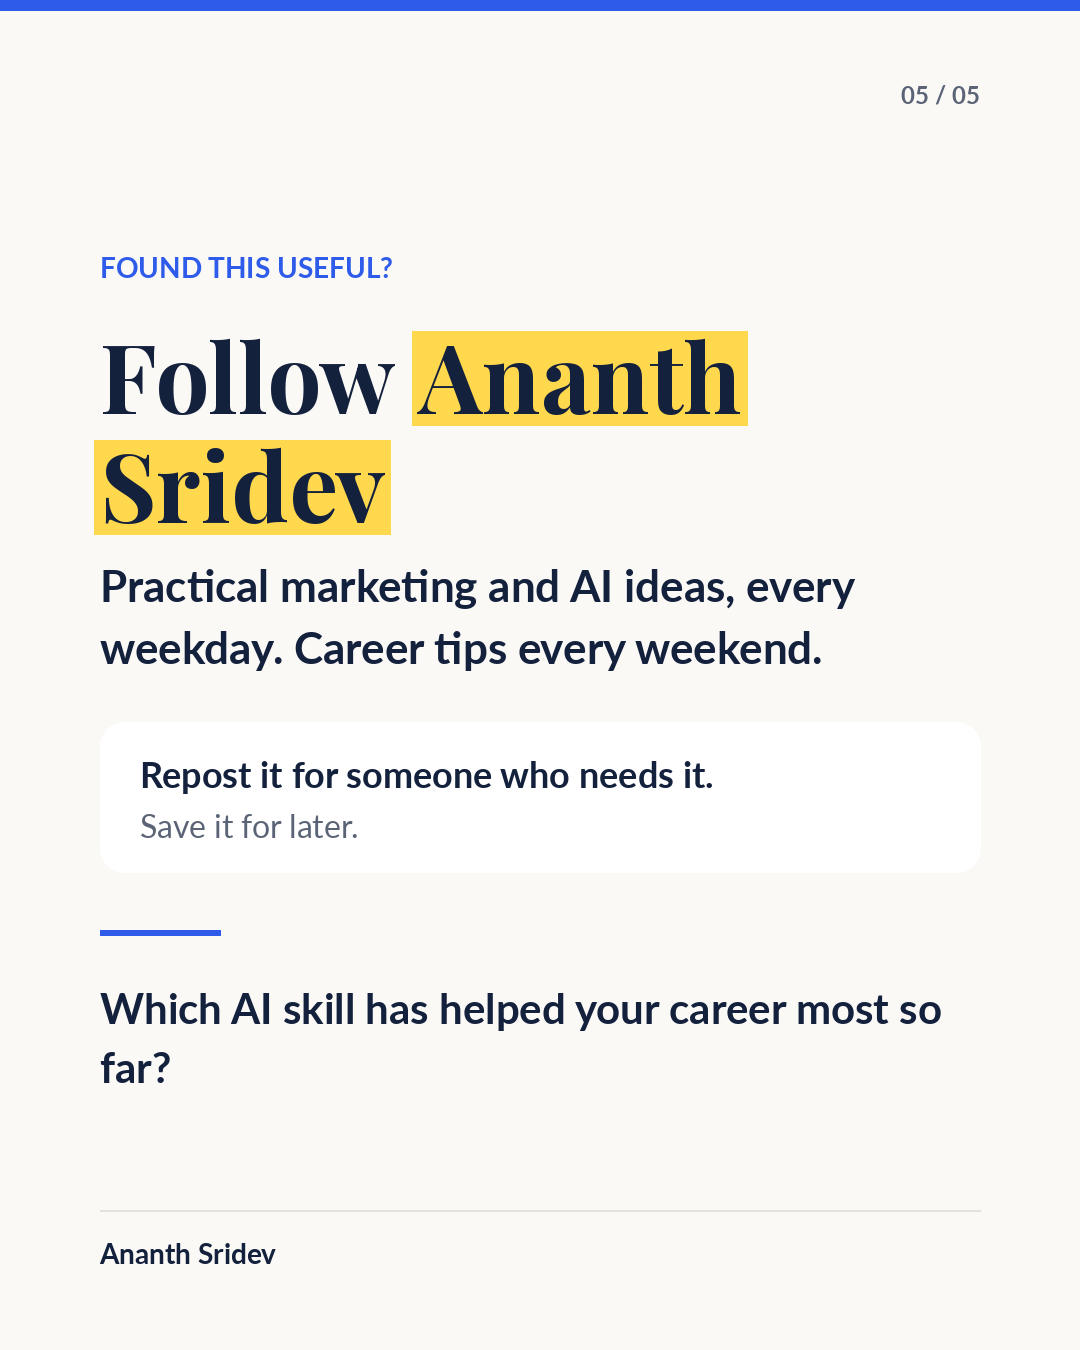 05 / 05
FOUND THIS USEFUL?
Follow Ananth
Sridev
Practical marketing and AI ideas, every
weekday. Career tips every weekend.
Repost it for someone who needs it.
Save it for later.
Which AI skill has helped your career most so
far?
Ananth Sridev